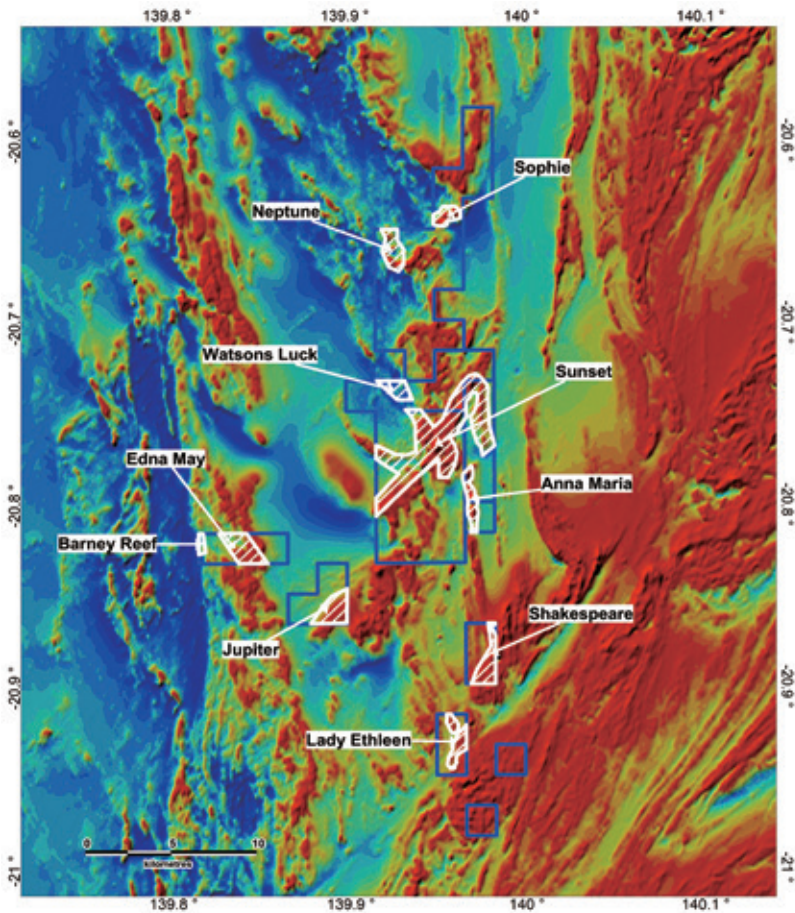 139.8 ° 139.9 ° 140 ° 140.1 °
-20.6 ° -20.6 °
Sophie
Neptune
-20.7 ° -20.7 °
Watsons Luck
Sunset
Edna May
Anna Maria
-20.8 ° -20.8 °
Barney Reef
Shakespeare
Jupiter
-20.9 ° -20.9 °
Lady Ethleen
0 5 10
kilometres
-21 ° -21 °
139.8 ° 139.9 ° 140 ° 140.1 °